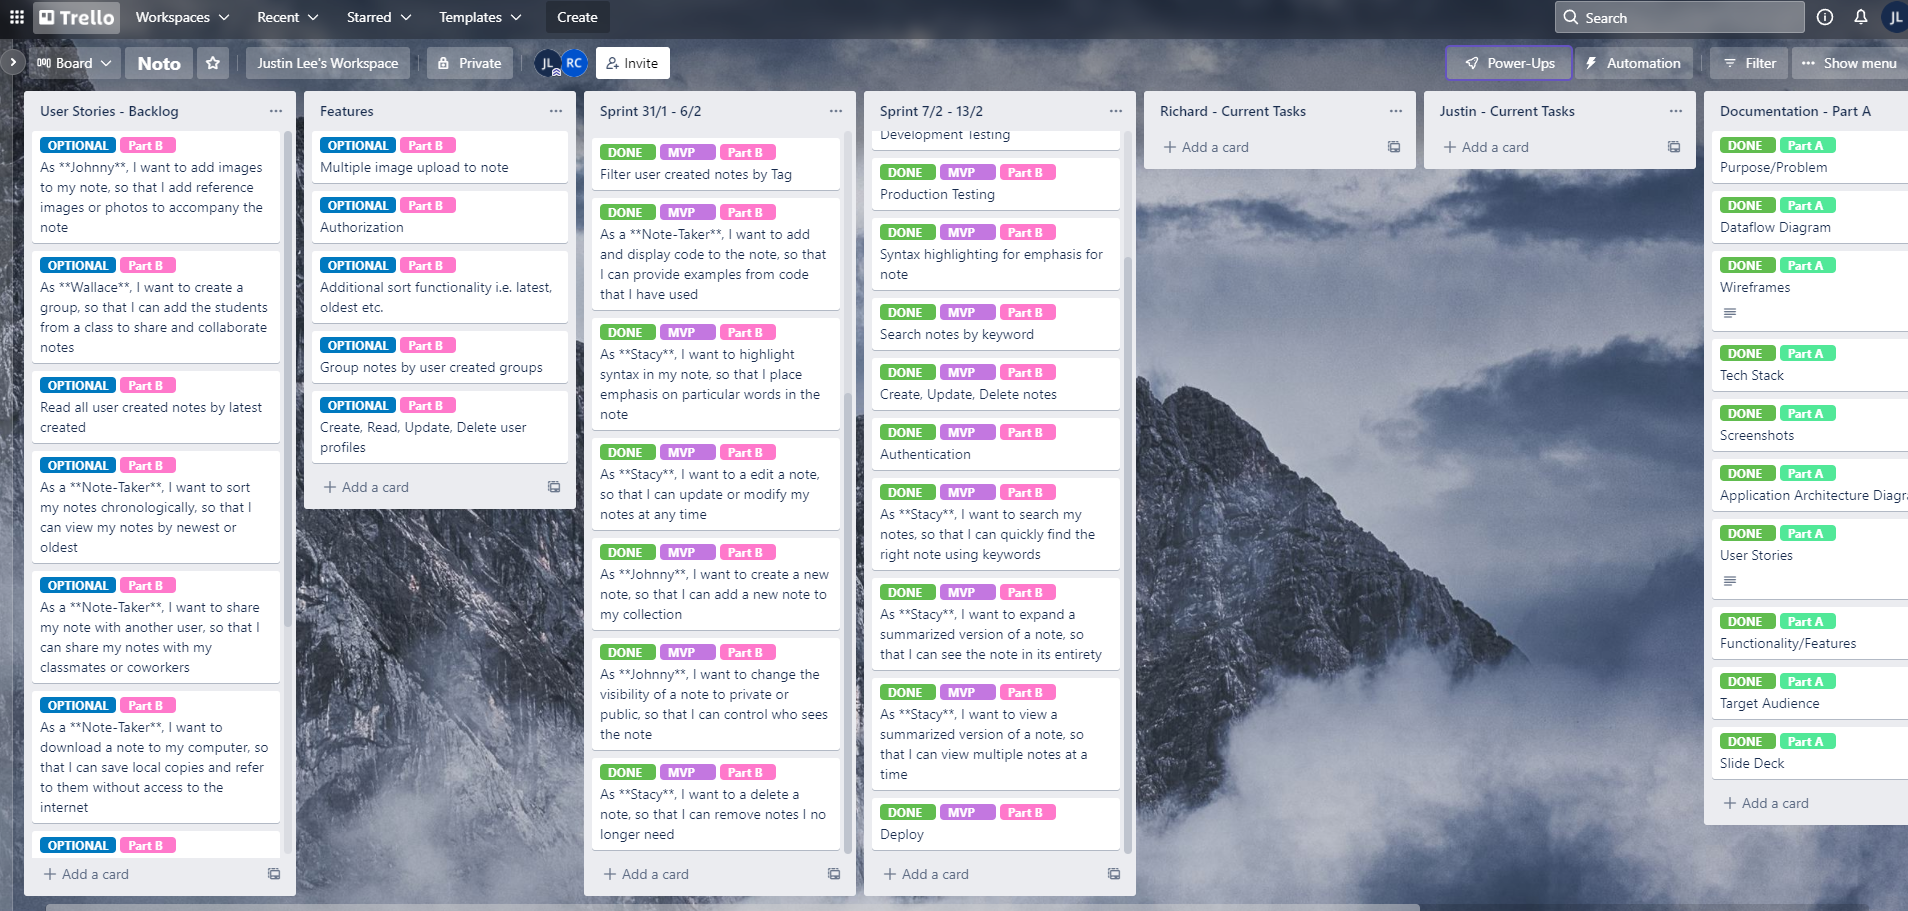 Trello
Workspaces
Recent
Starred
Templates
Create
Search
JL
Board
Noto
Justin Lee's Workspace
Private
JL
RC
Invite
Power-Ups
Automation
Filter
Show menu
User Stories - Backlog
OPTIONAL Part B
As **Johnny**, I want to add images
to my note, so that I add reference
images or photos to accompany the
note
OPTIONAL Part B
As **Wallace**, I want to create a
group, so that I can add the students
from a class to share and collaborate
notes
OPTIONAL Part B
Read all user created notes by latest
created
OPTIONAL Part B
As a **Note-Taker**, I want to sort
my notes chronologically, so that I
can view my notes by newest or
oldest
OPTIONAL Part B
As a **Note-Taker**, I want to share
my note with another user, so that I
can share my notes with my
classmates or coworkers
OPTIONAL Part B
As a **Note-Taker**, I want to
download a note to my computer, so
that I can save local copies and refer
to them without access to the
internet
OPTIONAL Part B
+ Add a card
Features
OPTIONAL Part B
Multiple image upload to note
OPTIONAL Part B
Authorization
OPTIONAL Part B
Additional sort functionality i.e. latest,
oldest etc.
OPTIONAL Part B
Group notes by user created groups
OPTIONAL Part B
Create, Read, Update, Delete user
profiles
+ Add a card
Sprint 31/1 - 6/2
DONE MVP Part B
Filter user created notes by Tag
DONE MVP Part B
As a **Note-Taker**, I want to add
and display code to the note, so that
I can provide examples from code
that I have used
DONE MVP Part B
As **Stacy**, I want to highlight
syntax in my note, so that I place
emphasis on particular words in the
note
DONE MVP Part B
As **Stacy**, I want to a edit a note,
so that I can update or modify my
notes at any time
DONE MVP Part B
As **Johnny**, I want to create a new
note, so that I can add a new note to
my collection
DONE MVP Part B
As **Johnny**, I want to change the
visibility of a note to private or
public, so that I can control who sees
the note
DONE MVP Part B
As **Stacy**, I want to a delete a
note, so that I can remove notes I no
longer need
+ Add a card
Sprint 7/2 - 13/2
Development Testing
DONE MVP Part B
Production Testing
DONE MVP Part B
Syntax highlighting for emphasis for
note
DONE MVP Part B
Search notes by keyword
DONE MVP Part B
Create, Update, Delete notes
DONE MVP Part B
Authentication
DONE MVP Part B
As **Stacy**, I want to search my
notes, so that I can quickly find the
right note using keywords
DONE MVP Part B
As **Stacy**, I want to expand a
summarized version of a note, so
that I can see the note in its entirety
DONE MVP Part B
As **Stacy**, I want to view a
summarized version of a note, so
that I can view multiple notes at a
time
DONE MVP Part B
Deploy
+ Add a card
Richard - Current Tasks
+ Add a card
Justin - Current Tasks
+ Add a card
Documentation - Part A
DONE Part A
Purpose/Problem
DONE Part A
Dataflow Diagram
DONE Part A
Wireframes
DONE Part A
Tech Stack
DONE Part A
Screenshots
DONE Part A
Application Architecture Diagra
DONE Part A
User Stories
DONE Part A
Functionality/Features
DONE Part A
Target Audience
DONE Part A
Slide Deck
+ Add a card